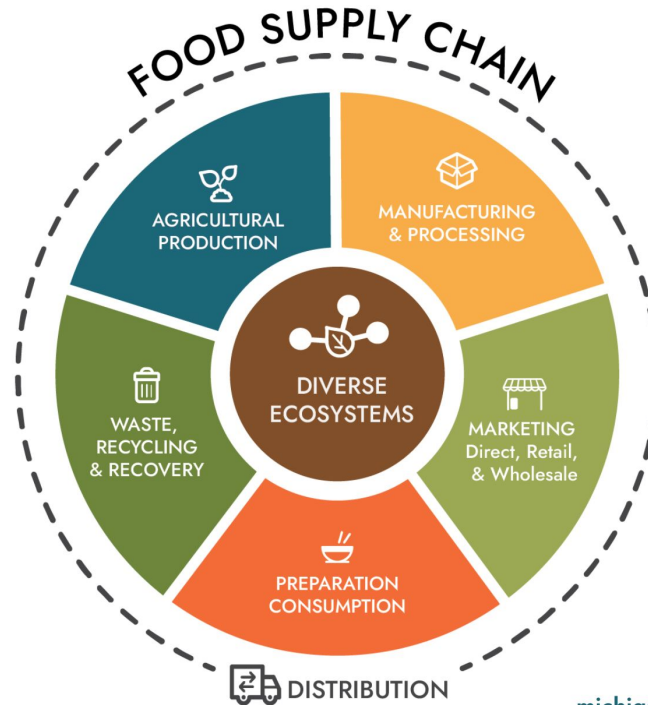 FOOD SUPPLY CHAIN
AGRICULTURAL
PRODUCTION
MANUFACTURING
& PROCESSING
DIVERSE
ECOSYSTEMS
WASTE,
RECYCLING
& RECOVERY
MARKETING
Direct, Retail,
& Wholesale
PREPARATION
CONSUMPTION
DISTRIBUTION